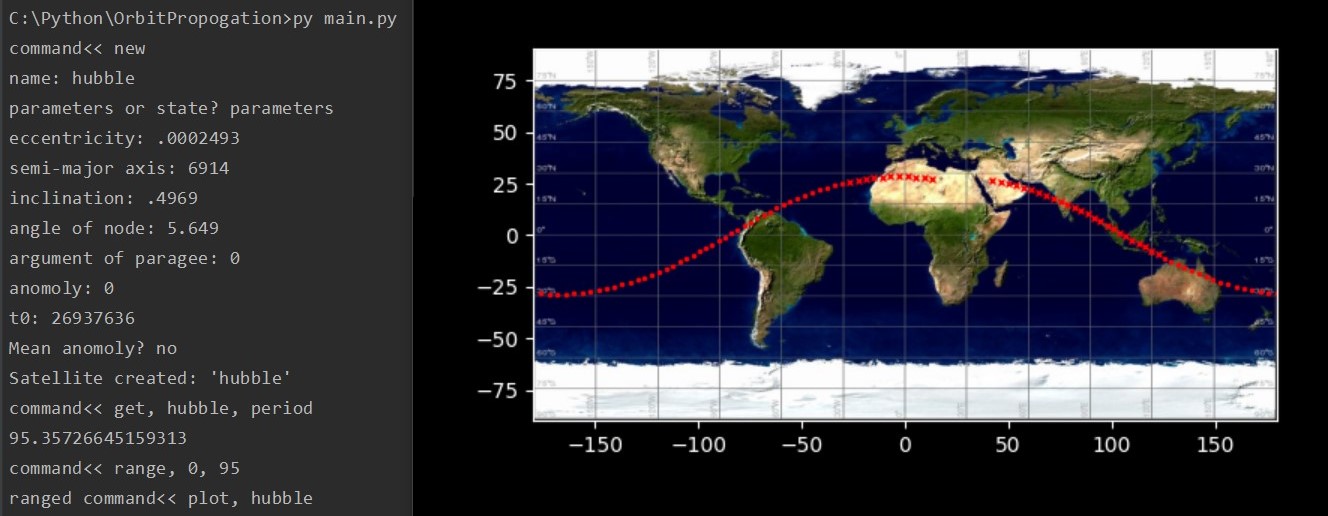 C:\Python\OrbitPropogation>py main.py
command<< new
name: hubble
parameters or state? parameters
eccentricity: .0002493
semi-major axis: 6914
inclination: .4969
angle of node: 5.649
argument of paragee: 0
anomoly: 0
t0: 26937636
Mean anomoly? no
Satellite created: 'hubble'
command<< get, hubble, period
95.35726645159313
command<< range, 0, 95
ranged command<< plot, hubble
75
50
25
0
−25
−50
−75
−150
−100
−50
0
50
100
150